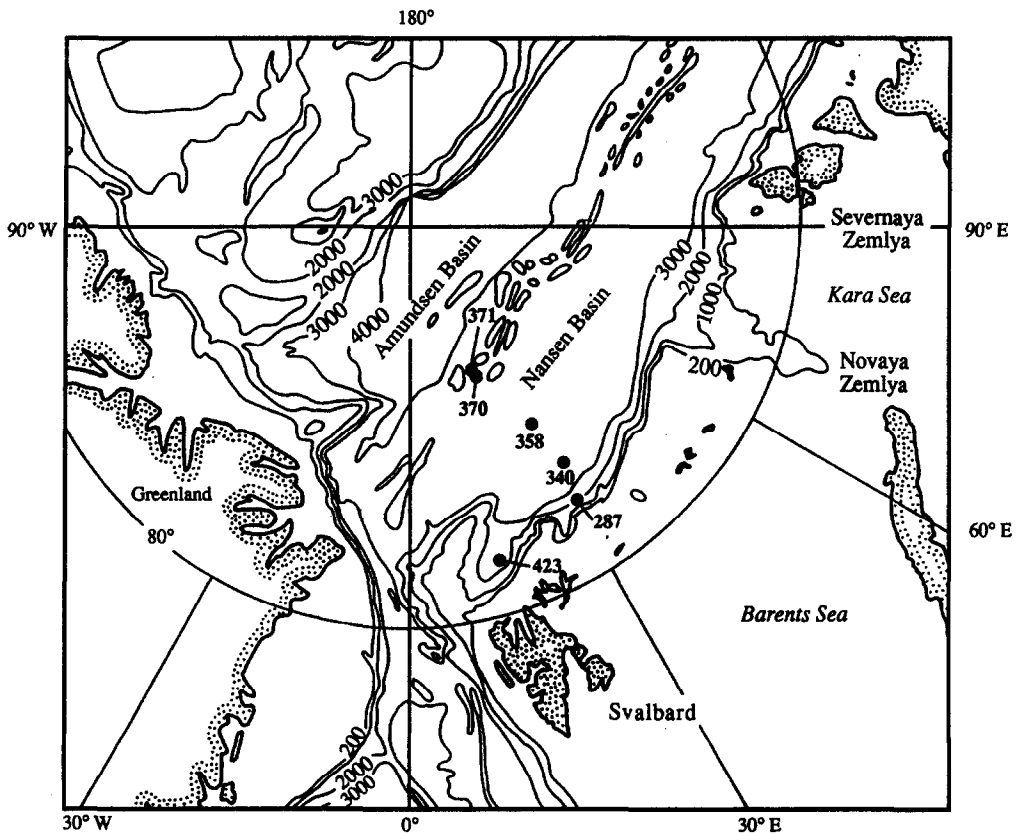 180°
3000
90° W
90° E
Severnaya
Zemlya
2000
2000
3000
4000
Amundsen Basin
3000
2000
1000
Kara Sea
371
Nansen Basin
200
Novaya
Zemlya
370
358
340
Greenland
287
80°
60° E
423
Barents Sea
Svalbard
200
2000
3000
30° W
0°
30° E